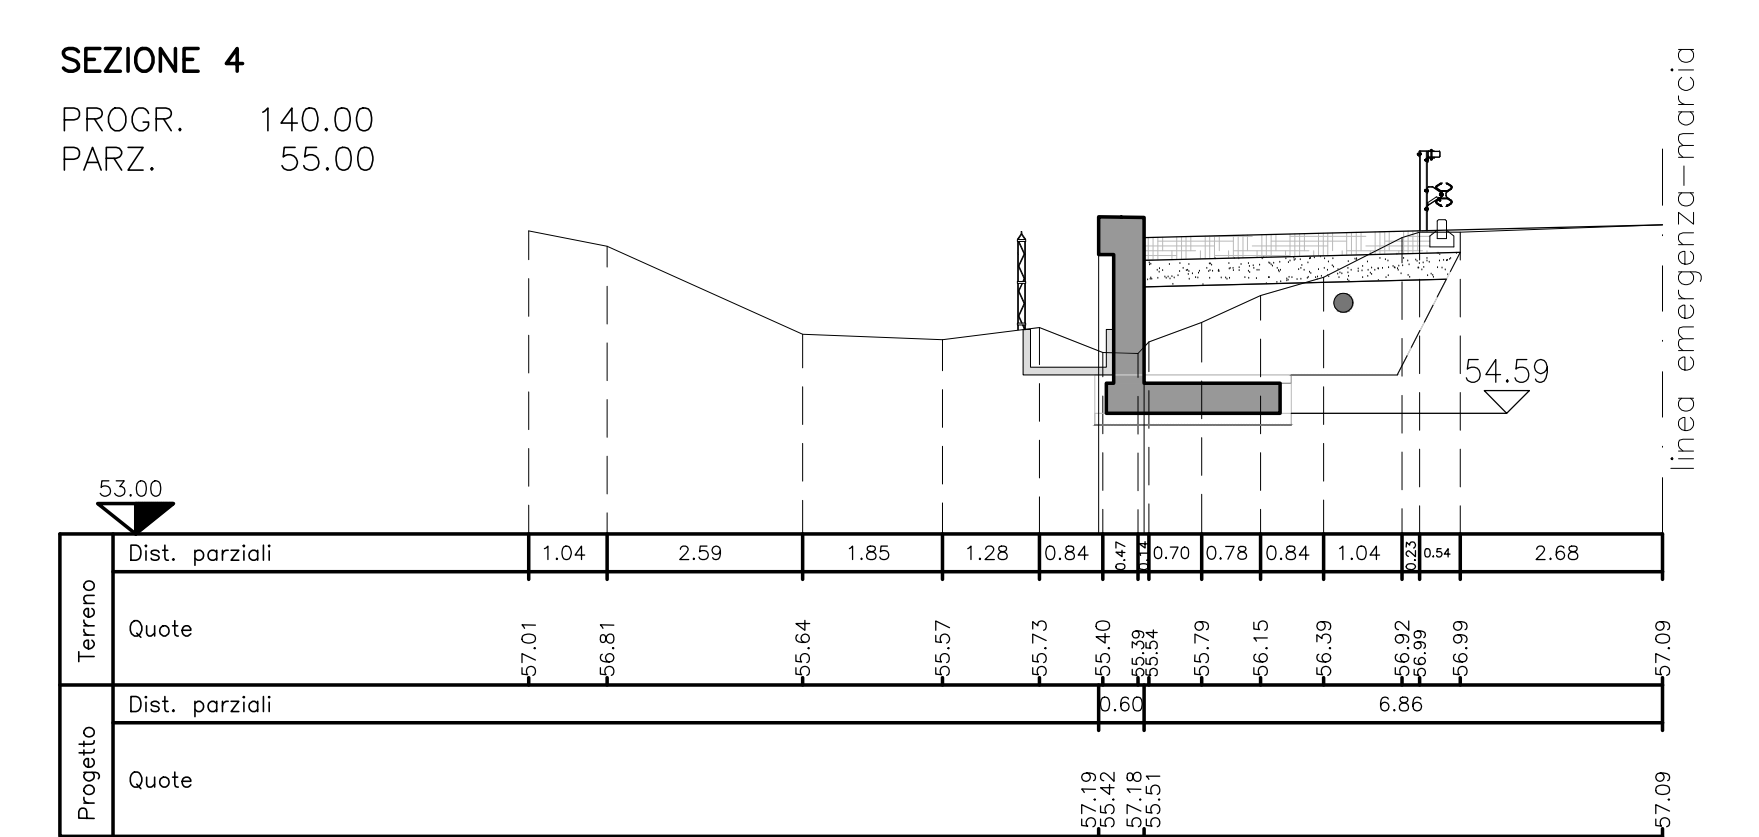 SEZIONE 4
PROGR. 140.00
PARZ. 55.00
linea emergenza-marcia
54.59
53.00
Terreno
Dist. parziali 1.04 2.59 1.85 1.28 0.84 0.47 0.14 0.70 0.78 0.84 1.04 0.23 0.54 2.68
Quote 57.01 56.81 55.64 55.57 55.73 55.40 55.39 55.54 55.79 56.15 56.39 56.92 56.99 56.99 57.09
Progetto
Dist. parziali 0.60 6.86
Quote 57.19 55.42 57.18 55.51 57.09